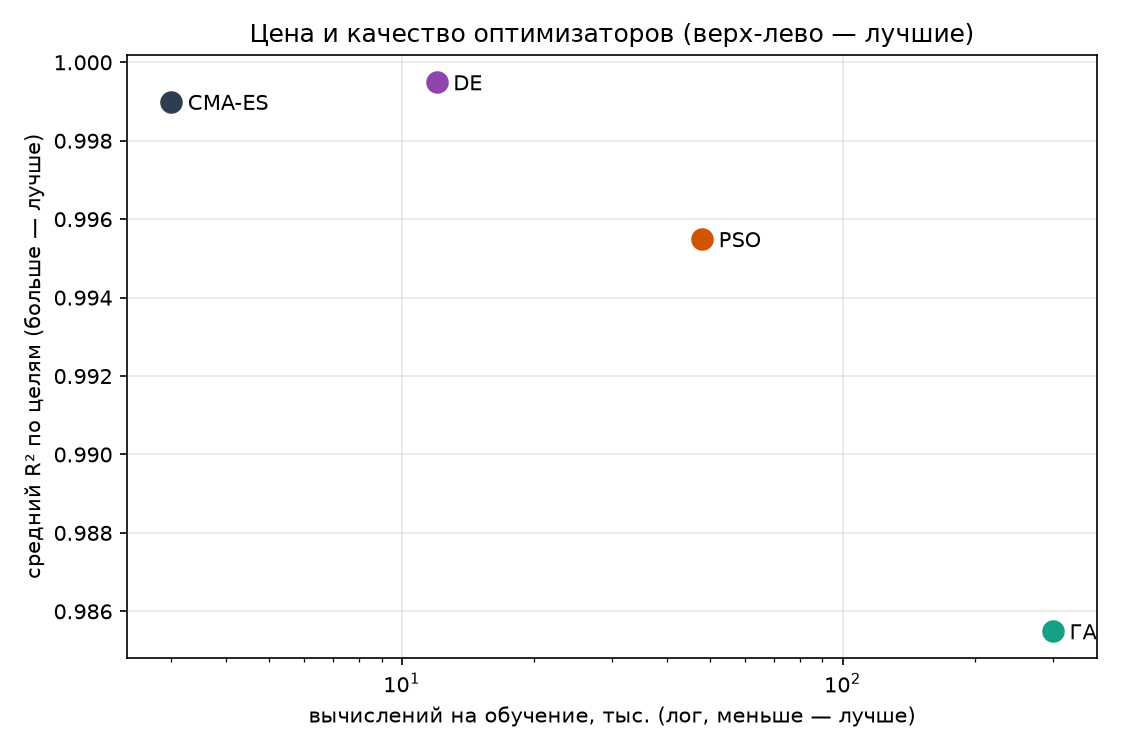 Цена и качество оптимизаторов (верх-лево — лучшие)
средний R² по целям (больше — лучше)
1.000
0.998
0.996
0.994
0.992
0.990
0.988
0.986
CMA-ES
DE
PSO
ГА
10¹
10²
вычислений на обучение, тыс. (лог, меньше — лучше)